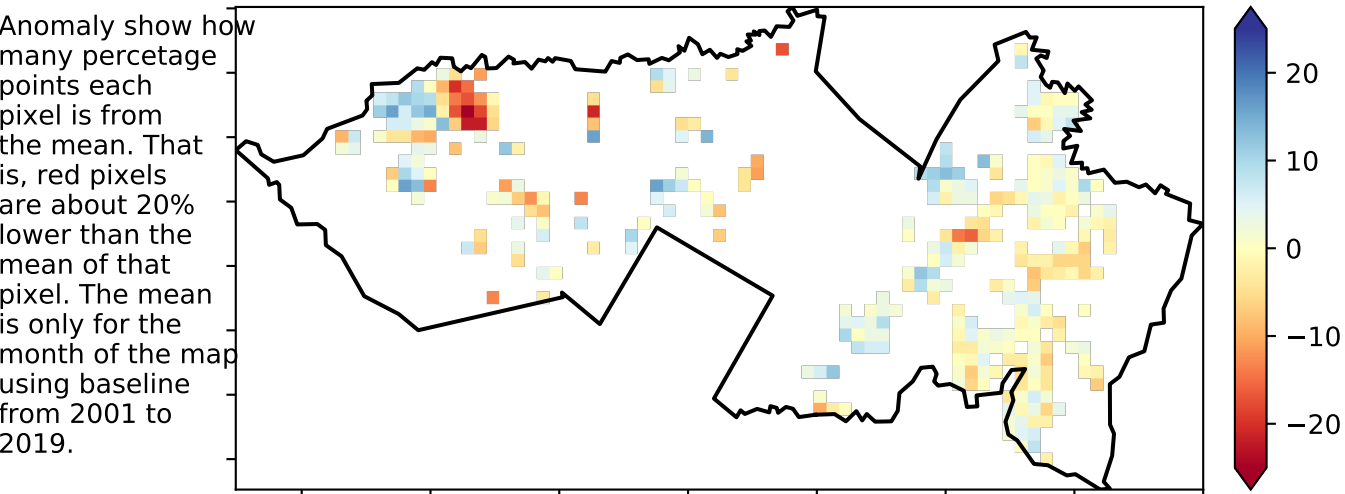 Anomaly show how
many percetage
points each
pixel is from
the mean. That
is, red pixels
are about 20%
lower than the
mean of that
pixel. The mean
is only for the
month of the map
using baseline
from 2001 to
2019.
20
10
0
−10
−20